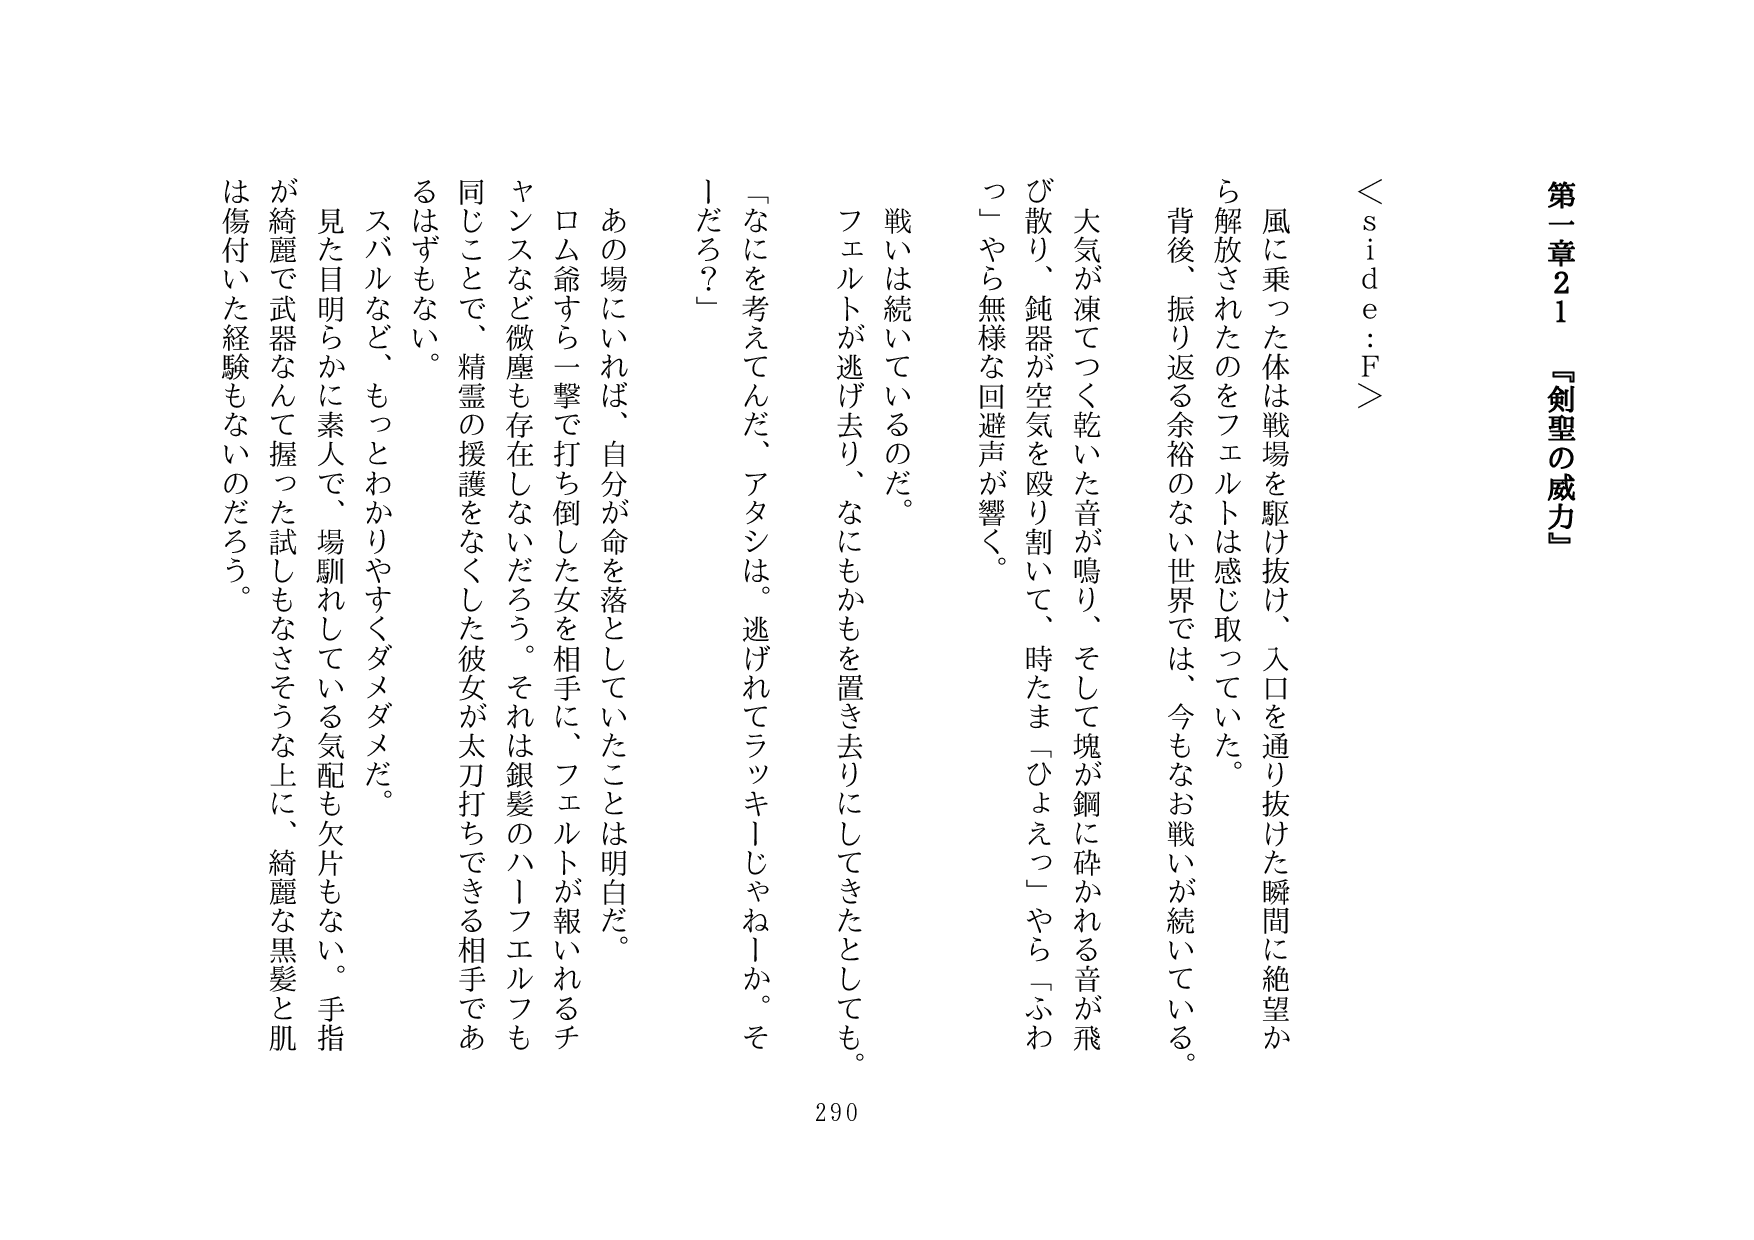 第一章21　『剣聖の威力』
＜ｓｉｄｅ：Ｆ＞
　風に乗った体は戦場を駆け抜け、入口を通り抜けた瞬間に絶望か
ら解放されたのをフェルトは感じ取っていた。
　背後、振り返る余裕のない世界では、今もなお戦いが続いている。
　大気が凍てつく乾いた音が鳴り、そして塊が鋼に砕かれる音が飛
び散り、鈍器が空気を殴り割いて、時たま「ひょえっ」やら「ふわ
っ」やら無様な回避声が響く。
　戦いは続いているのだ。
　フェルトが逃げ去り、なにもかもを置き去りにしてきたとしても。
「なにを考えてんだ、アタシは。逃げれてラッキーじゃねーか。そ
ーだろ？」
　あの場にいれば、自分が命を落としていたことは明白だ。
　ロム爺すら一撃で打ち倒した女を相手に、フェルトが報いれるチ
ャンスなど微塵も存在しないだろう。それは銀髪のハーフエルフも
同じことで、精霊の援護をなくした彼女が太刀打ちできる相手であ
るはずもない。
　スバルなど、もっとわかりやすくダメダメだ。
　見た目明らかに素人で、場馴れしている気配も欠片もない。手指
が綺麗で武器なんて握った試しもなさそうな上に、綺麗な黒髪と肌
は傷付いた経験もないのだろう。
290